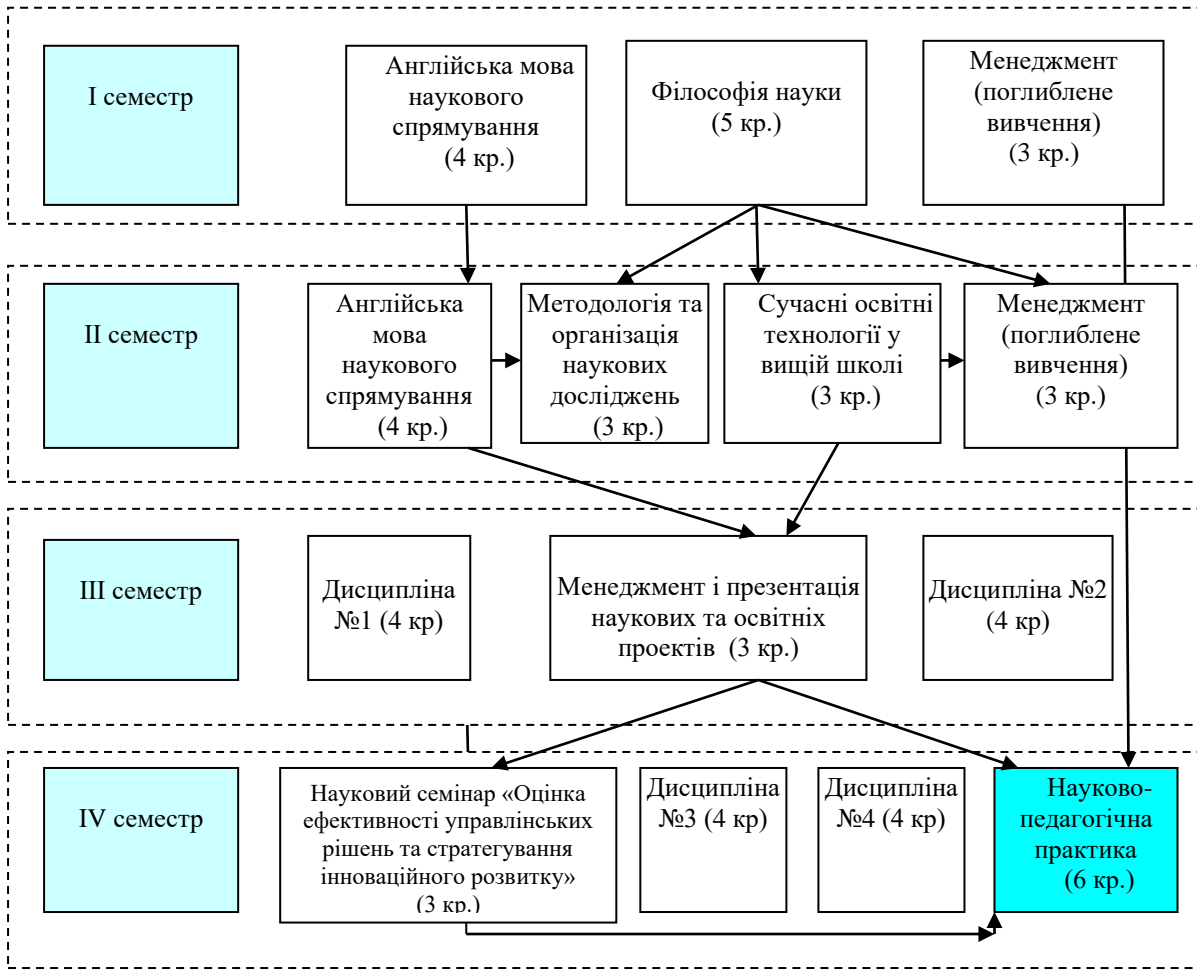 I семестр
Англійська мова
наукового
спрямування
(4 кр.)
Філософія науки
(5 кр.)
Менеджмент
(поглиблене
вивчення)
(3 кр.)
II семестр
Англійська
мова
наукового
спрямування
(4 кр.)
Методологія та
організація
наукових
досліджень
(3 кр.)
Сучасні освітні
технології у
вищій школі
(3 кр.)
Менеджмент
(поглиблене
вивчення)
(3 кр.)
III семестр
Дисципліна
№1 (4 кр)
Менеджмент і презентація
наукових та освітніх
проектів (3 кр.)
Дисципліна №2
(4 кр)
IV семестр
Науковий семінар «Оцінка
ефективності управлінських
рішень та стратегування
інноваційного розвитку»
(3 кр.)
Дисципліна
№3 (4 кр)
Дисципліна
№4 (4 кр)
Науково-
педагогічна
практика
(6 кр.)